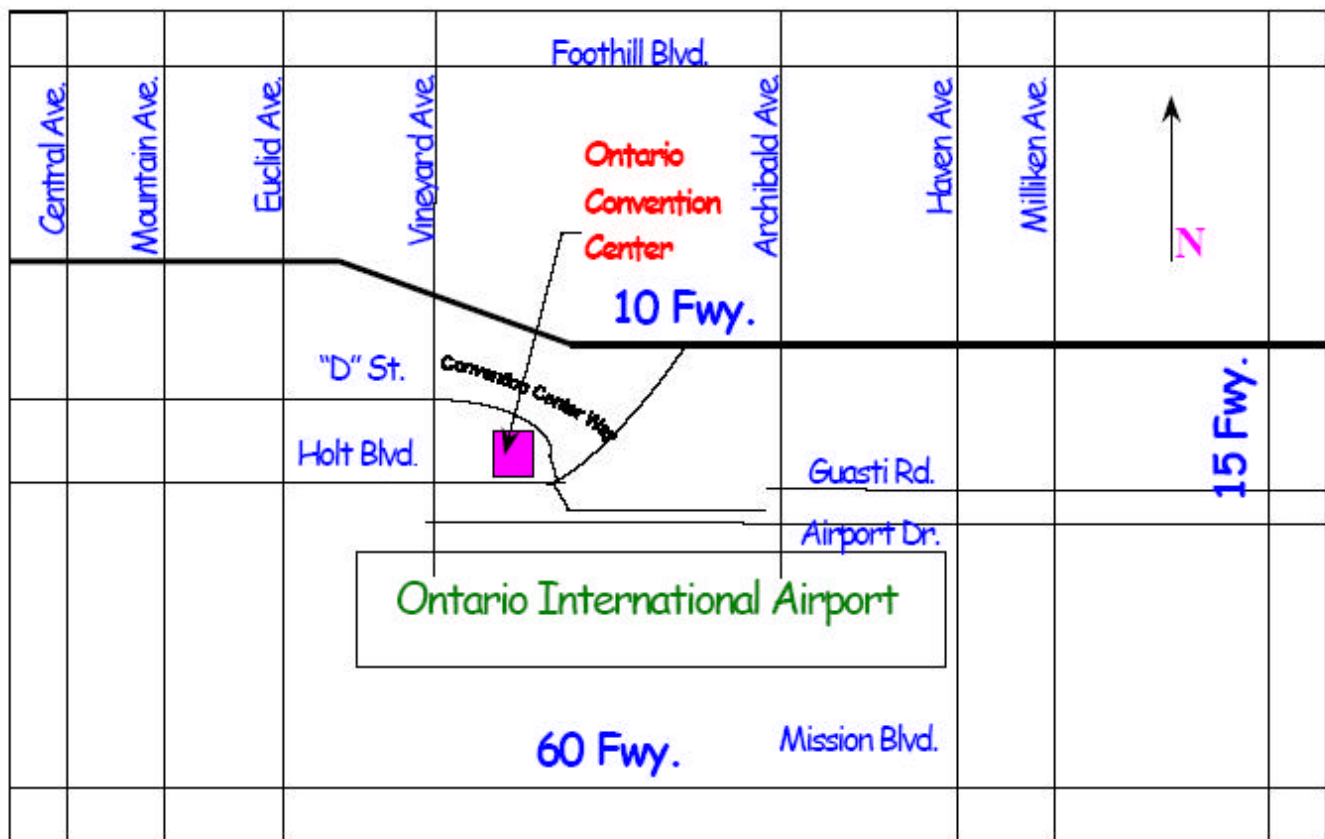 Foothill Blvd.
Central Ave.
Mountain Ave.
Euclid Ave.
Vineyard Ave.
Ontario
Convention
Center
Archibald Ave.
Haven Ave.
Milliken Ave.
N
10 Fwy.
"D" St.
Convention Center Way
15 Fwy.
Holt Blvd.
Guasti Rd.
Airport Dr.
Ontario International Airport
60 Fwy.
Mission Blvd.